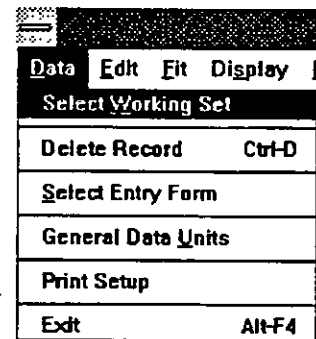 Data Edit Fit Display
Select Working Set
Delete Record Ctrl-D
Select Entry Form
General Data Units
Print Setup
Exit Alt-F4